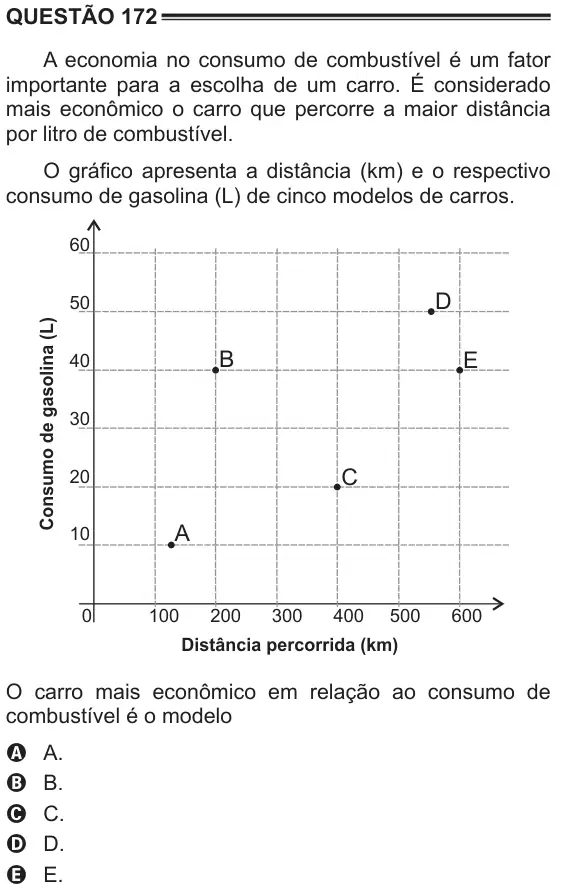 QUESTÃO 172
A economia no consumo de combustível é um fator
importante para a escolha de um carro. É considerado
mais econômico o carro que percorre a maior distância
por litro de combustível.
O gráfico apresenta a distância (km) e o respectivo
consumo de gasolina (L) de cinco modelos de carros.
60
50
40
30
20
10
0
Consumo de gasolina (L)
A
B
C
D
E
100 200 300 400 500 600
Distância percorrida (km)
O carro mais econômico em relação ao consumo de
combustível é o modelo
A A.
B B.
C C.
D D.
E E.